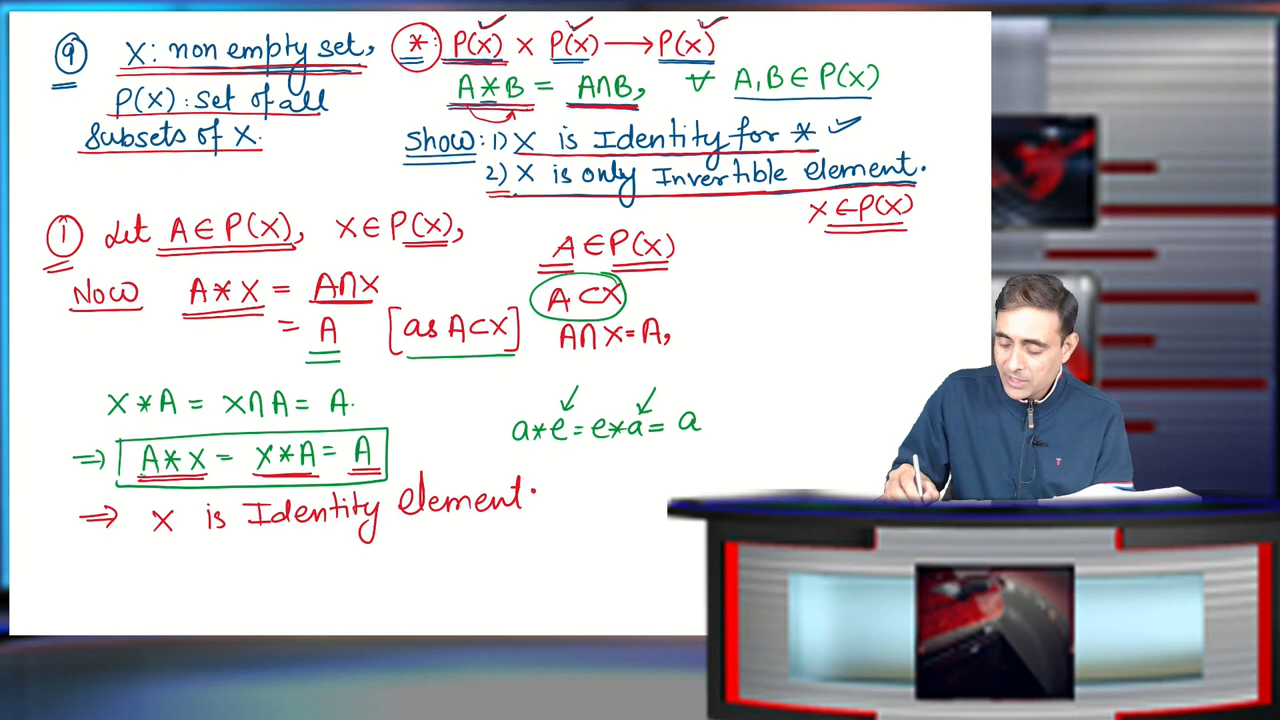 9 X: non empty set,
P(X): set of all
subsets of X.
*: P(X) × P(X) ⟶ P(X)
A*B = A∩B, ∀ A,B ∈ P(X)
Show: 1) X is Identity for *
2) X is only Invertible element.
X ∈ P(X)
1 Let A ∈ P(X), X ∈ P(X),
Now A*X = A∩X
= A [as A⊂X]
A ∈ P(X)
A⊂X
A∩X = A,
X*A = X∩A = A.
a*e = e*a = a
⇒ A*X = X*A = A
⇒ X is Identity element.